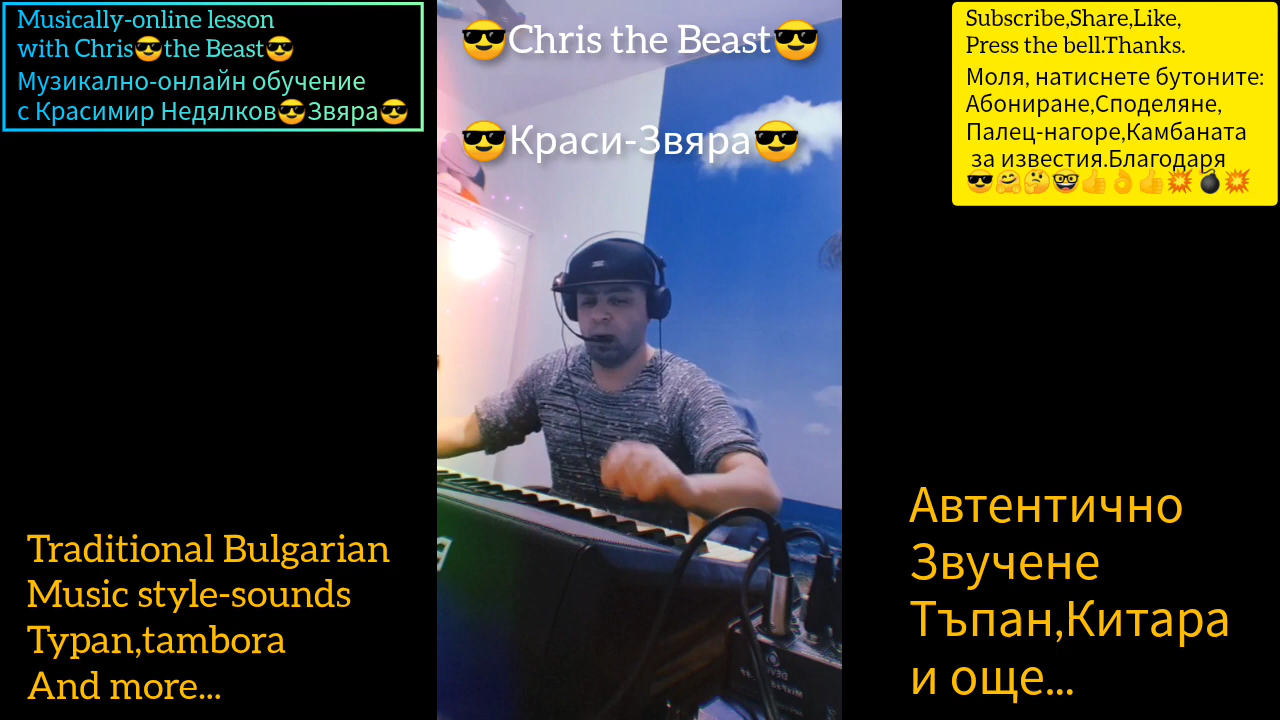 Musically-online lesson
with Chris😎the Beast😎
Музикално-онлайн обучение
с Красимир Недялков😎Звяра😎
😎Chris the Beast😎
😎Краси-Звяра😎
Subscribe,Share,Like,
Press the bell.Thanks.
Моля, натиснете бутоните:
Абониране,Споделяне,
Палец-нагоре,Камбаната
за известия.Благодаря
😎🤗🤔🤓👍👌👍💥💣💥
Traditional Bulgarian
Music style-sounds
Typan,tambora
And more...
Автентично
Звучене
Тъпан,Китара
и още...